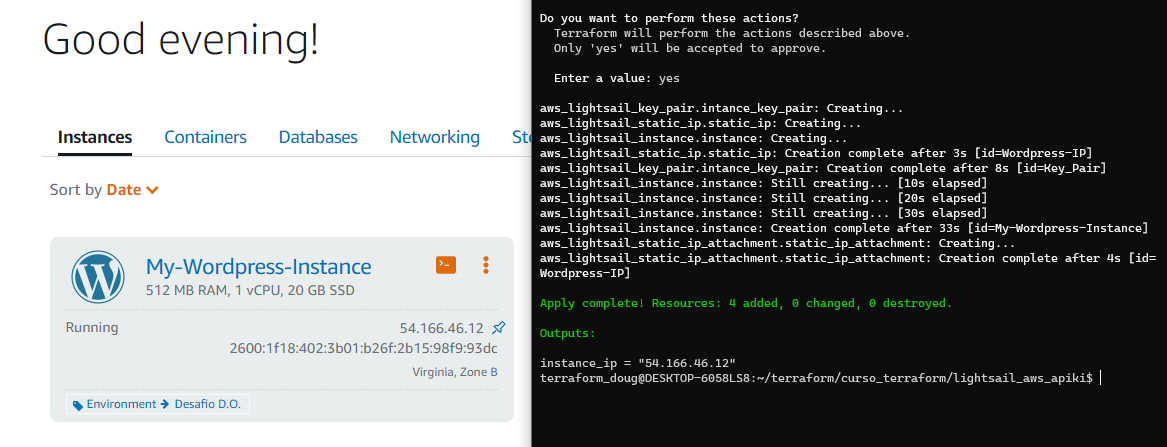 Good evening!
Instances
Containers
Databases
Networking
Sort by Date
My-Wordpress-Instance
512 MB RAM, 1 vCPU, 20 GB SSD
Running
54.166.46.12
2600:1f18:402:3b01:b26f:2b15:98f9:93dc
Virginia, Zone B
Environment → Desafio D.O.
Do you want to perform these actions?
Terraform will perform the actions described above.
Only 'yes' will be accepted to approve.
Enter a value: yes
aws_lightsail_key_pair.intance_key_pair: Creating...
aws_lightsail_static_ip.static_ip: Creating...
aws_lightsail_instance.instance: Creating...
aws_lightsail_static_ip.static_ip: Creation complete after 3s [id=Wordpress-IP]
aws_lightsail_key_pair.intance_key_pair: Creation complete after 8s [id=Key_Pair]
aws_lightsail_instance.instance: Still creating... [10s elapsed]
aws_lightsail_instance.instance: Still creating... [20s elapsed]
aws_lightsail_instance.instance: Still creating... [30s elapsed]
aws_lightsail_instance.instance: Creation complete after 33s [id=My-Wordpress-Instance]
aws_lightsail_static_ip_attachment.static_ip_attachment: Creating...
aws_lightsail_static_ip_attachment.static_ip_attachment: Creation complete after 4s [id=
Wordpress-IP]
Apply complete! Resources: 4 added, 0 changed, 0 destroyed.
Outputs:
instance_ip = "54.166.46.12"
terraform_doug@DESKTOP-6058LS8:~/terraform/curso_terraform/lightsail_aws_apiki$